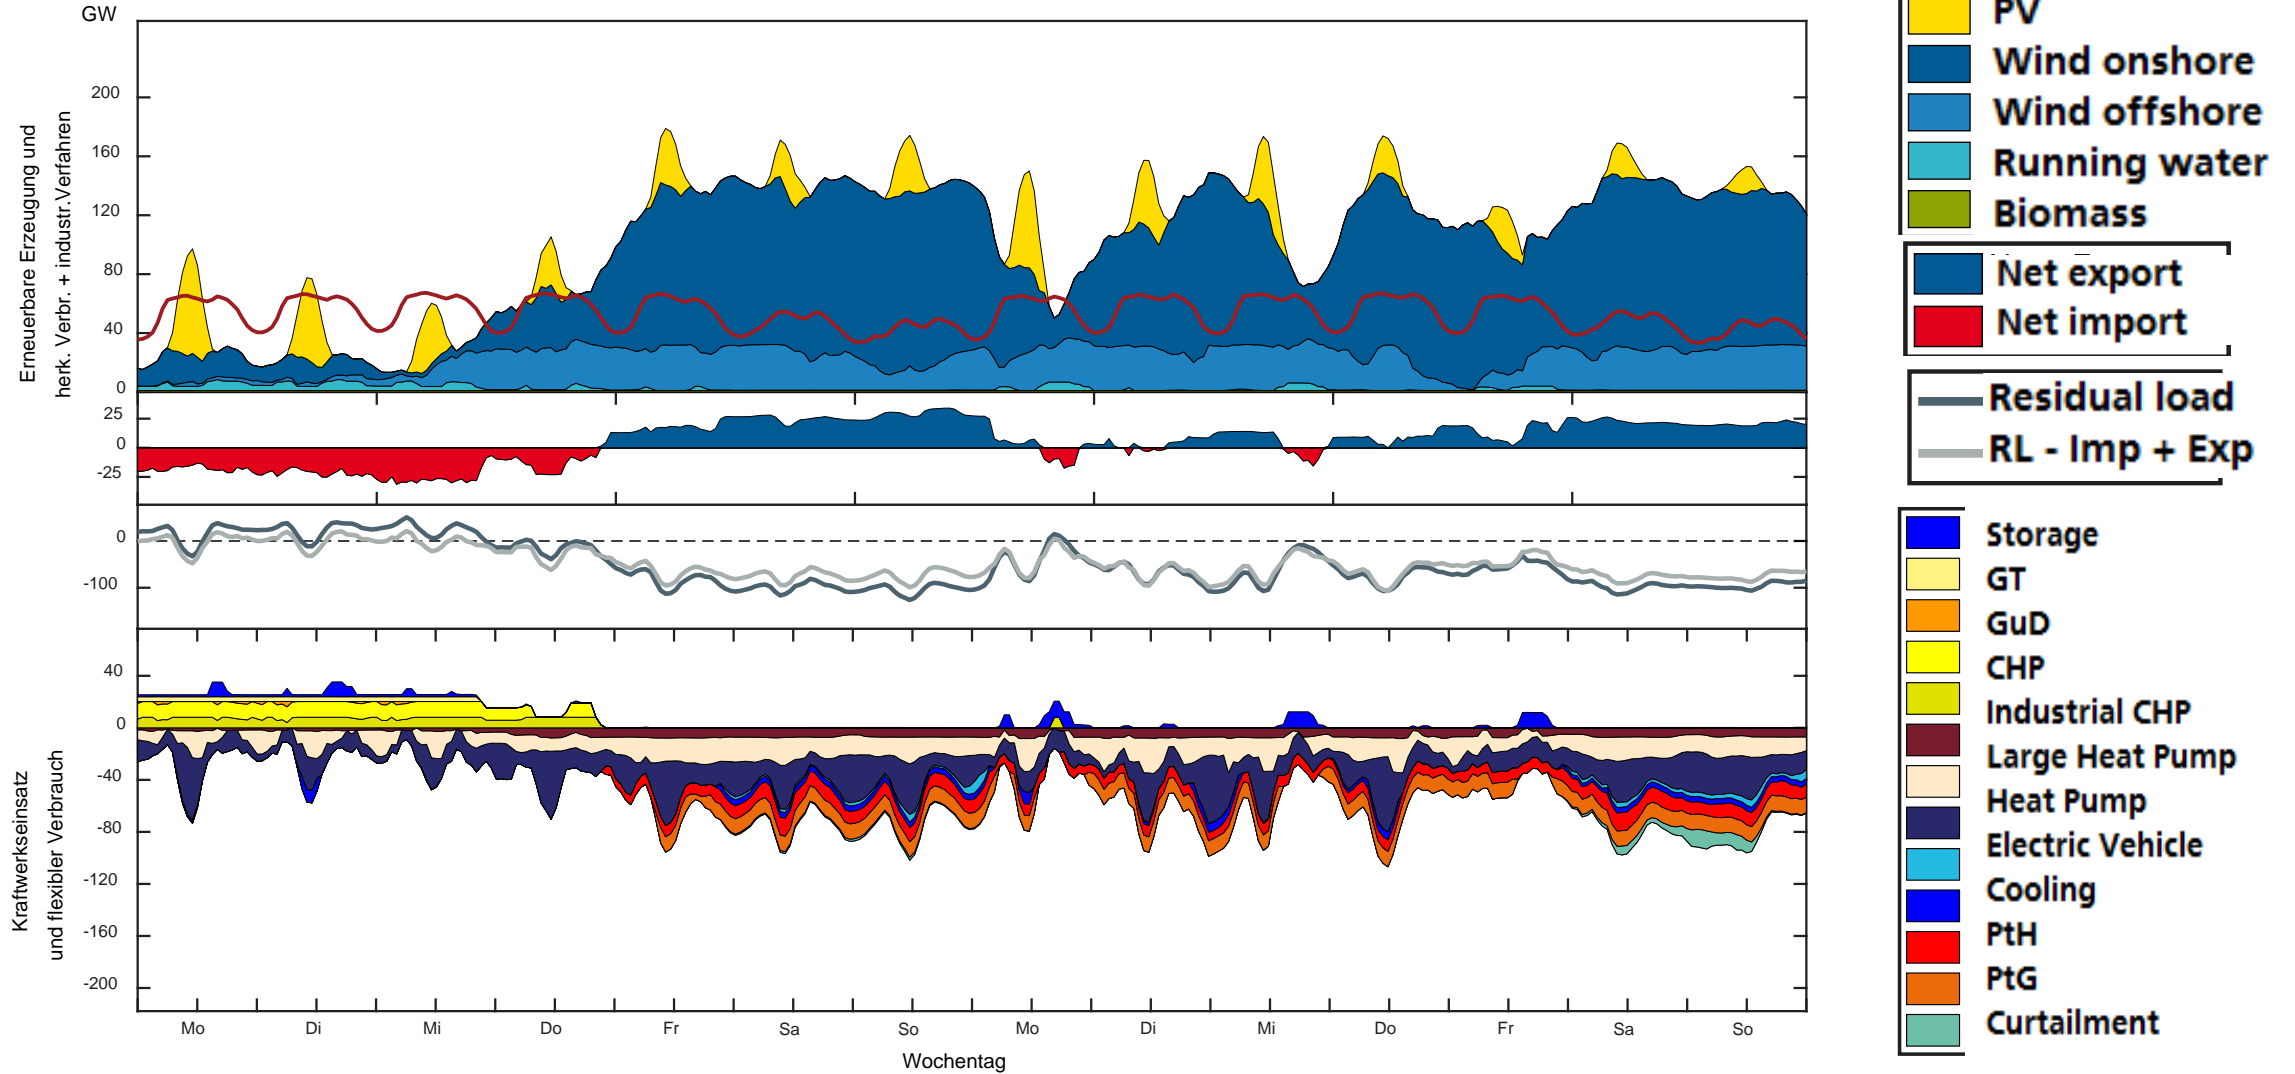 GW
200
160
120
80
40
0
Erneuerbare Erzeugung und
herk. Verbr. + industr.Verfahren
25
0
-25
0
-100
40
0
-40
-80
-120
-160
-200
Kraftwerkseinsatz
und flexibler Verbrauch
Mo Di Mi Do Fr Sa So Mo Di Mi Do Fr Sa So
Wochentag
PV
Wind onshore
Wind offshore
Running water
Biomass
Net export
Net import
Residual load
RL - Imp + Exp
Storage
GT
GuD
CHP
Industrial CHP
Large Heat Pump
Heat Pump
Electric Vehicle
Cooling
PtH
PtG
Curtailment